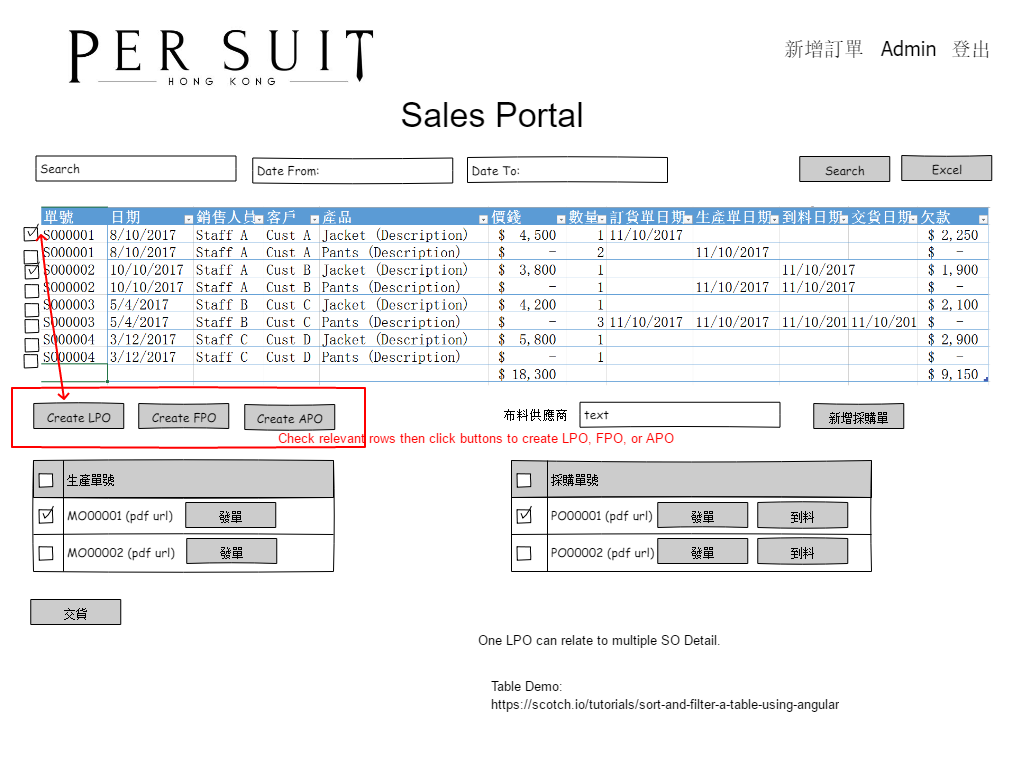 PER SUIT
HONG KONG
新增訂單 Admin 登出
Sales Portal
Search Date From: Date To: Search Excel
單號 日期 銷售人員 客戶 產品 價錢 數量 訂貨單日期 生產單日期 到料日期 交貨日期 欠款
S000001 8/10/2017 Staff A Cust A Jacket (Description) $ 4,500 1 11/10/2017 $ 2,250
S000001 8/10/2017 Staff A Cust A Pants (Description) $ - 2 11/10/2017 $ -
S000002 10/10/2017 Staff A Cust B Jacket (Description) $ 3,800 1 11/10/2017 $ 1,900
S000002 10/10/2017 Staff A Cust B Pants (Description) $ - 1 11/10/2017 11/10/2017 $ -
S000003 5/4/2017 Staff B Cust C Jacket (Description) $ 4,200 1 $ 2,100
S000003 5/4/2017 Staff B Cust C Pants (Description) $ - 3 11/10/2017 11/10/2017 11/10/201 11/10/201 $ -
S000004 3/12/2017 Staff C Cust D Jacket (Description) $ 5,800 1 $ 2,900
S000004 3/12/2017 Staff C Cust D Pants (Description) $ - 1 $ -
$ 18,300 $ 9,150
Create LPO Create FPO Create APO 布料供應商 text 新增採購單
Check relevant rows then click buttons to create LPO, FPO, or APO
生產單號 採購單號
MO00001 (pdf url) 發單 PO00001 (pdf url) 發單 到料
MO00002 (pdf url) 發單 PO00002 (pdf url) 發單 到料
交貨
One LPO can relate to multiple SO Detail.
Table Demo:
https://scotch.io/tutorials/sort-and-filter-a-table-using-angular